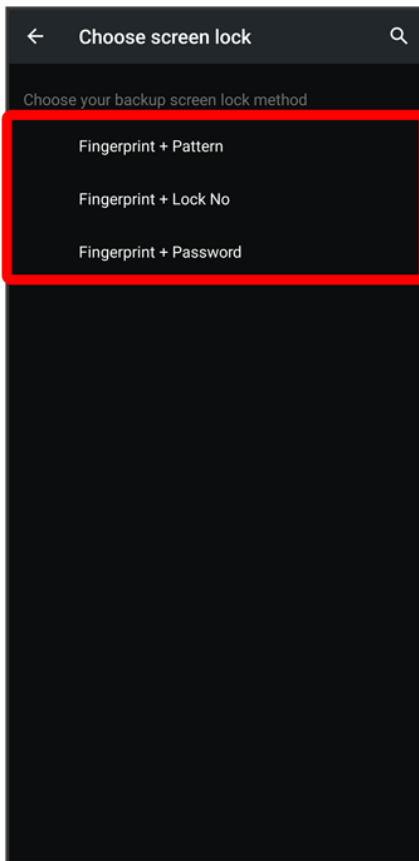 Choose screen lock
Choose your backup screen lock method
Fingerprint + Pattern
Fingerprint + Lock No
Fingerprint + Password